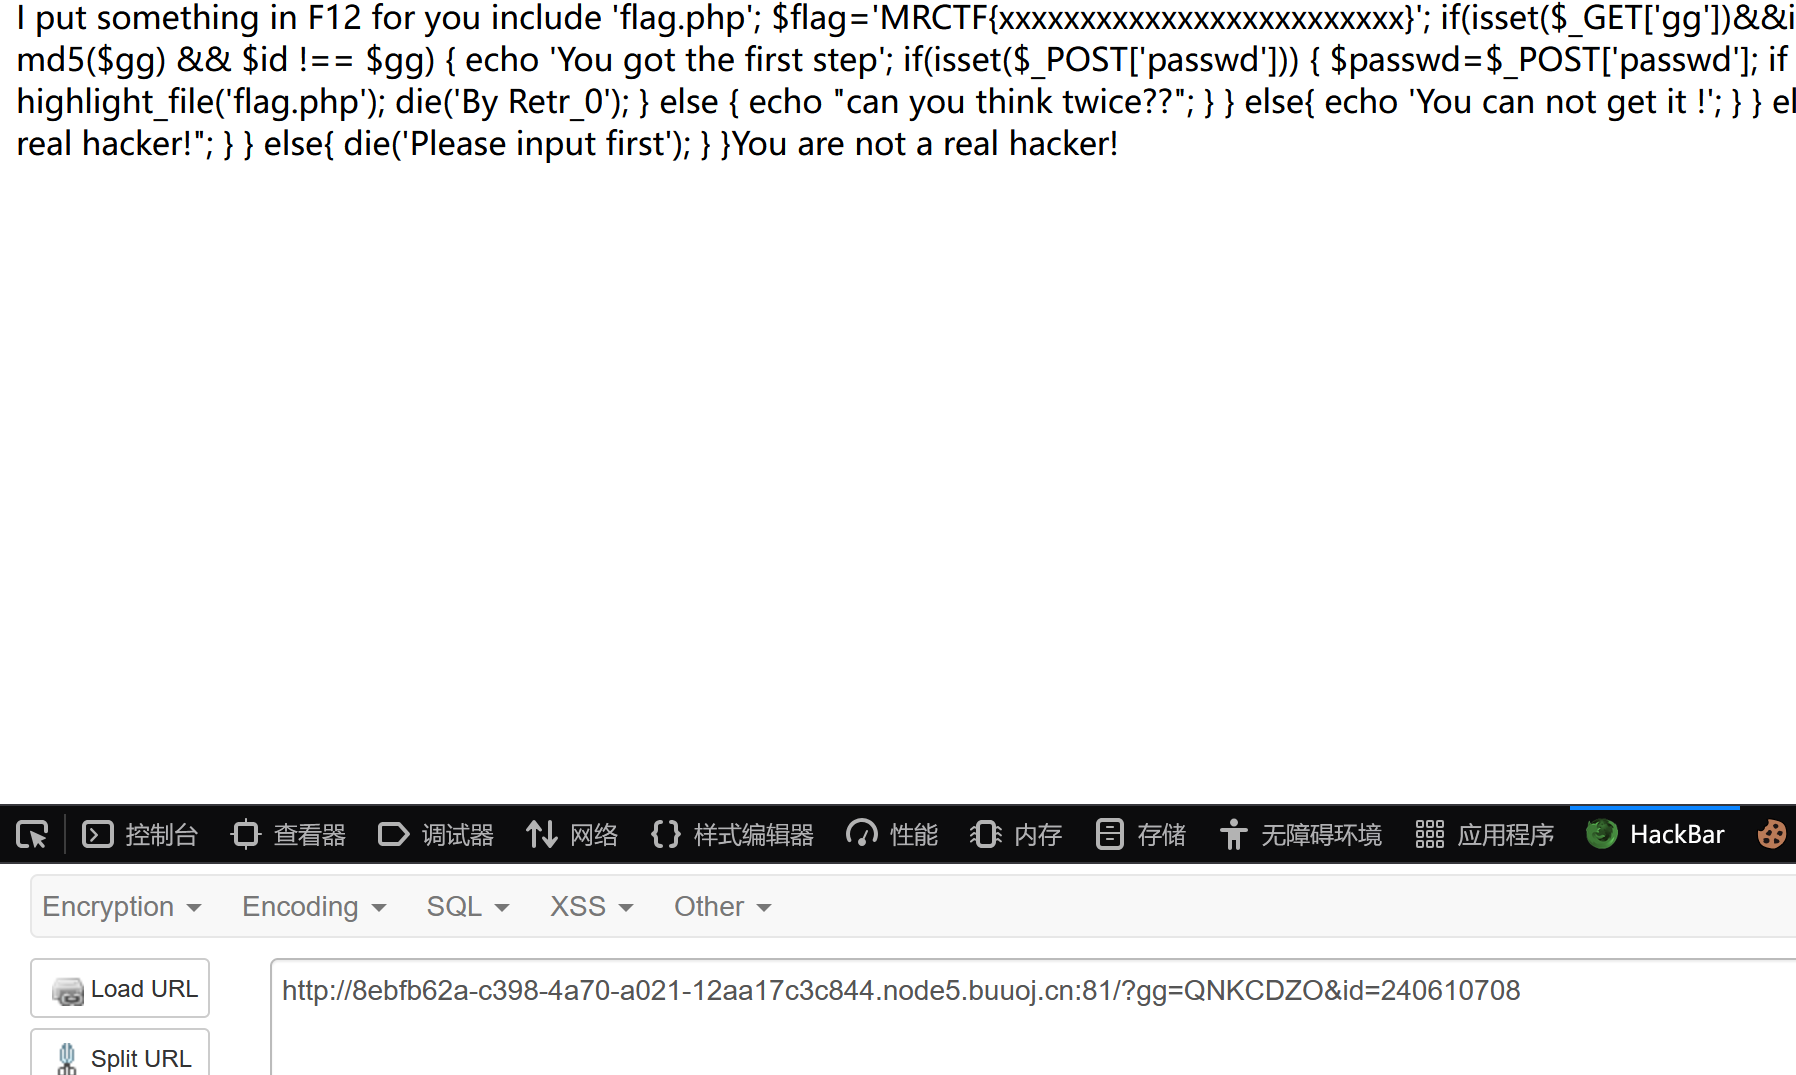 I put something in F12 for you include 'flag.php'; $flag='MRCTF{xxxxxxxxxxxxxxxxxxxxxxxxx}'; if(isset($_GET['gg'])&&i
md5($gg) && $id !== $gg) { echo 'You got the first step'; if(isset($_POST['passwd'])) { $passwd=$_POST['passwd']; if
highlight_file('flag.php'); die('By Retr_0'); } else { echo "can you think twice??"; } } else{ echo 'You can not get it !'; } } el
real hacker!"; } } else{ die('Please input first'); } }You are not a real hacker!
控制台 查看器 调试器 网络 样式编辑器 性能 内存 存储 无障碍环境 应用程序 HackBar
Encryption Encoding SQL XSS Other
Load URL http://8ebfb62a-c398-4a70-a021-12aa17c3c844.node5.buuoj.cn:81/?gg=QNKCDZO&id=240610708
Split URL